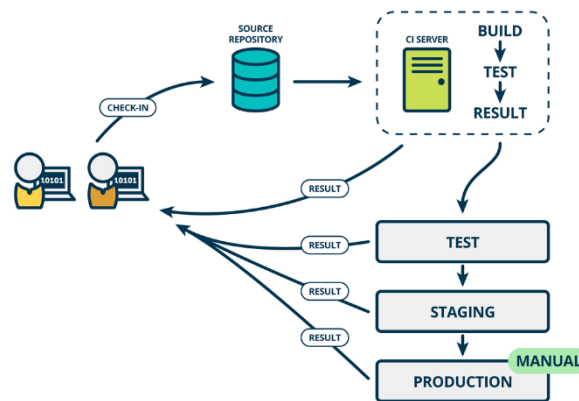 SOURCE
REPOSITORY
CI SERVER
BUILD
TEST
RESULT
CHECK-IN
10101
10101
RESULT
RESULT
TEST
RESULT
STAGING
RESULT
MANUAL
PRODUCTION